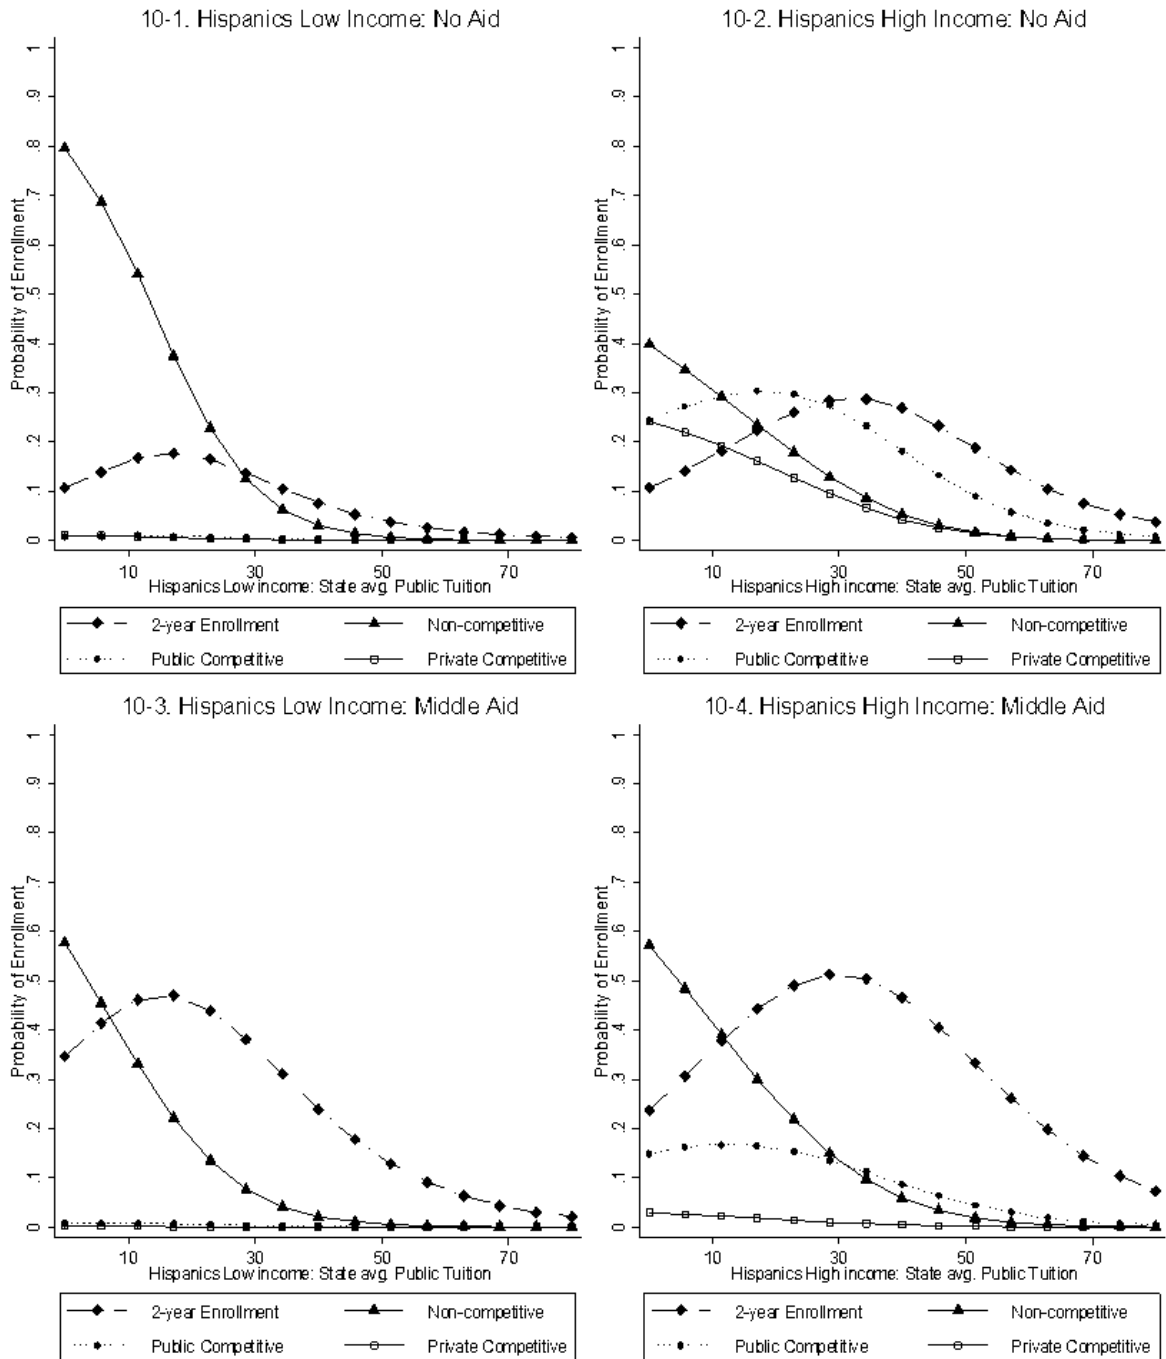 10-1. Hispanics Low Income: No Aid
Probability of Enrollment
1
.9
.8
.7
.6
.5
.4
.3
.2
.1
0
10 30 50 70
Hispanics Low income: State avg. Public Tuition
2-year Enrollment Non-competitive
Public Competitive Private Competitive
10-2. Hispanics High Income: No Aid
Probability of Enrollment
1
.9
.8
.7
.6
.5
.4
.3
.2
.1
0
10 30 50 70
Hispanics High income: State avg. Public Tuition
2-year Enrollment Non-competitive
Public Competitive Private Competitive
10-3. Hispanics Low Income: Middle Aid
Probability of Enrollment
1
.9
.8
.7
.6
.5
.4
.3
.2
.1
0
10 30 50 70
Hispanics Low income: State avg. Public Tuition
2-year Enrollment Non-competitive
Public Competitive Private Competitive
10-4. Hispanics High Income: Middle Aid
Probability of Enrollment
1
.9
.8
.7
.6
.5
.4
.3
.2
.1
0
10 30 50 70
Hispanics High income: State avg. Public Tuition
2-year Enrollment Non-competitive
Public Competitive Private Competitive